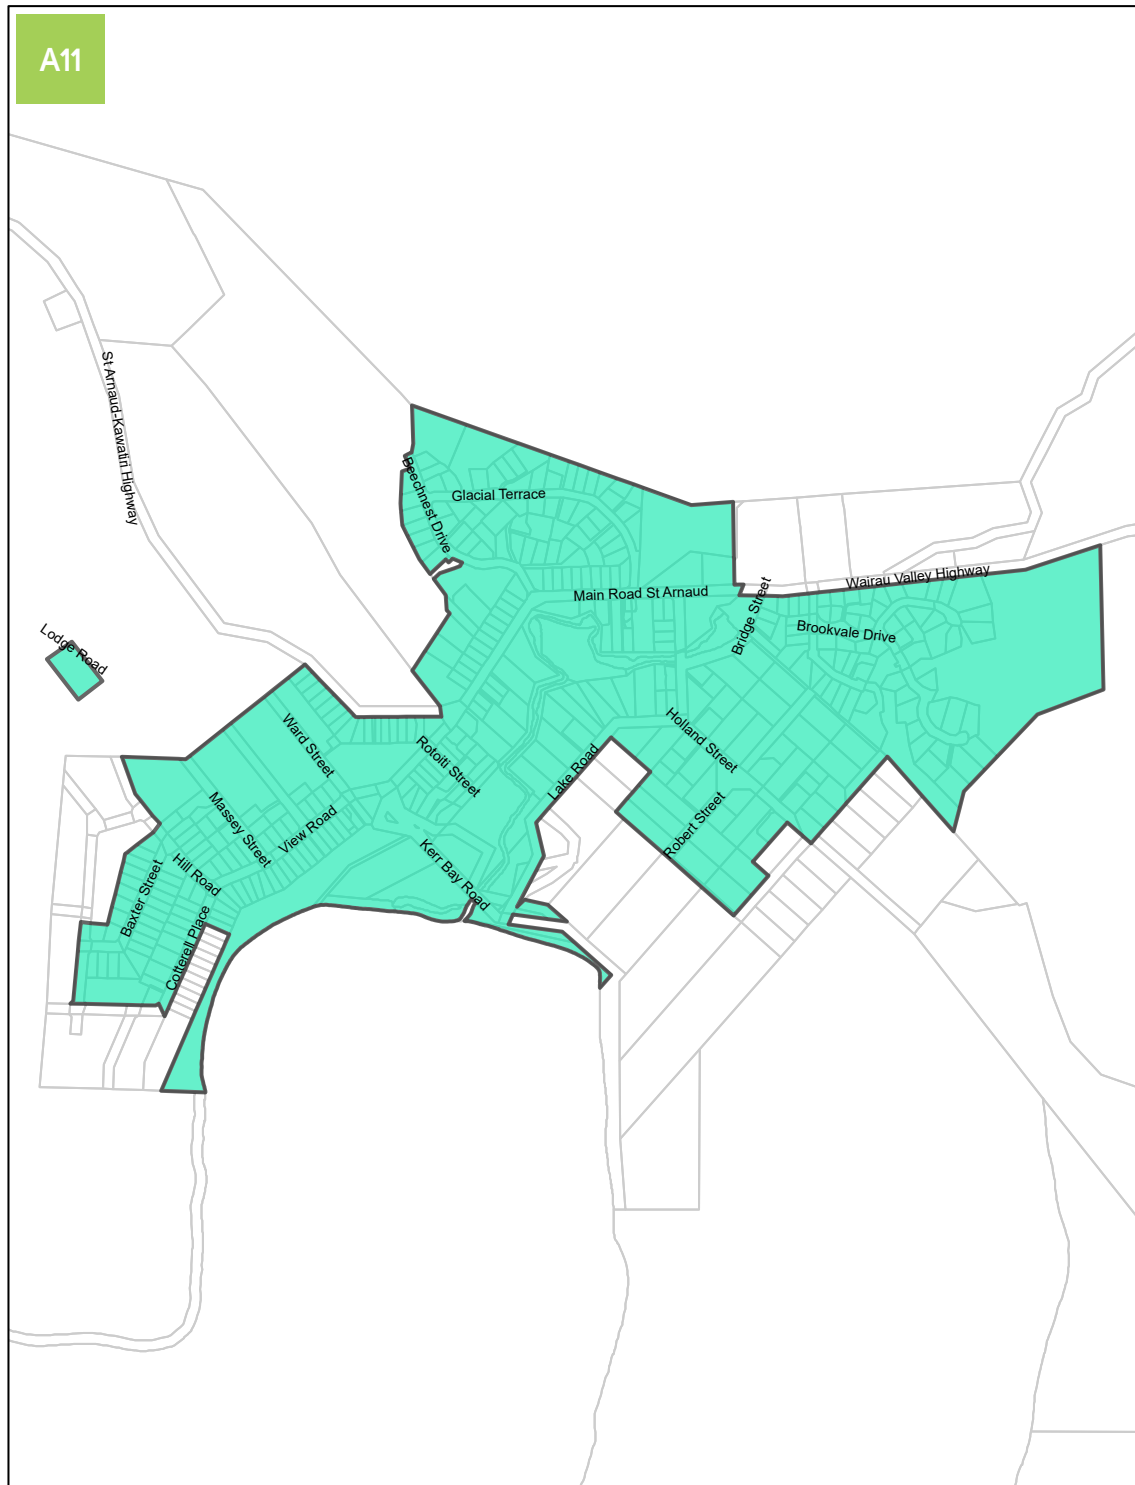 A11
St Arnaud-Kawatiri Highway
Beechnest Drive
Glacial Terrace
Main Road St Arnaud
Bridge Street
Wairau Valley Highway
Brookvale Drive
Lodge Road
Ward Street
Rotoiti Street
Lake Road
Holland Street
Robert Street
Massey Street
View Road
Hill Road
Kerr Bay Road
Baxter Street
Cotterell Place